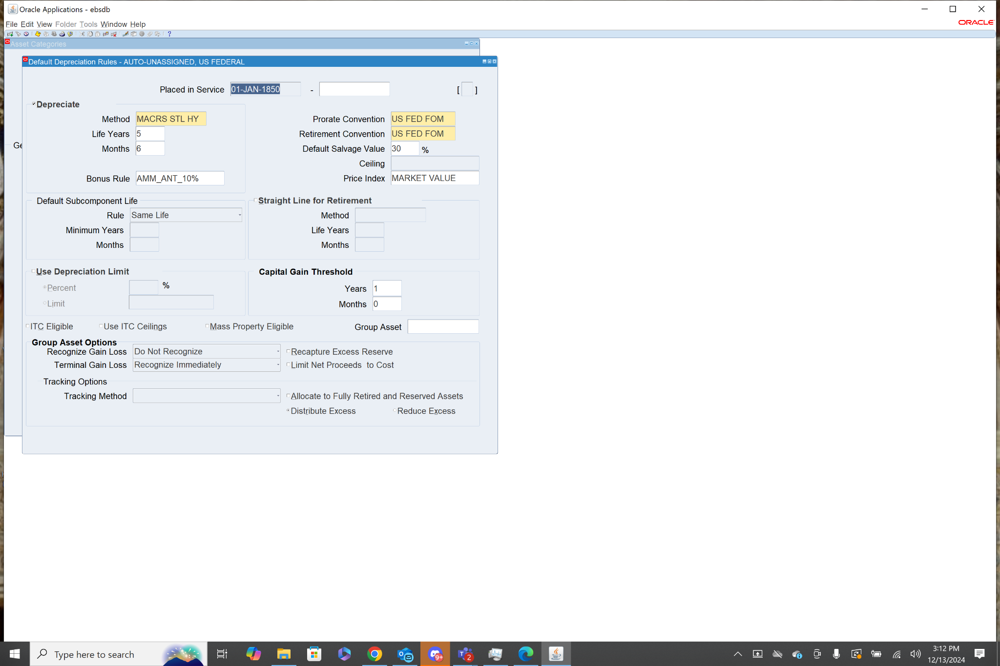 Oracle Applications - ebsdb
File Edit View Folder Tools Window Help
ORACLE
Asset Categories
Default Depreciation Rules - AUTO-UNASSIGNED, US FEDERAL
Placed in Service 01-JAN-1850 - [ ]
Depreciate
Method MACRS STL HY Prorate Convention US FED FOM
Life Years 5 Retirement Convention US FED FOM
Ge
Months 6 Default Salvage Value 30 %
Ceiling
Bonus Rule AMM_ANT_10% Price Index MARKET VALUE
Default Subcomponent Life Straight Line for Retirement
Rule Same Life Method
Minimum Years Life Years
Months Months
Use Depreciation Limit Capital Gain Threshold
Percent % Years 1
Limit Months 0
ITC Eligible Use ITC Ceilings Mass Property Eligible Group Asset
Group Asset Options
Recognize Gain Loss Do Not Recognize Recapture Excess Reserve
Terminal Gain Loss Recognize Immediately Limit Net Proceeds to Cost
Tracking Options
Tracking Method Allocate to Fully Retired and Reserved Assets
Distribute Excess Reduce Excess
Type here to search
9+
2
3:12 PM
12/13/2024